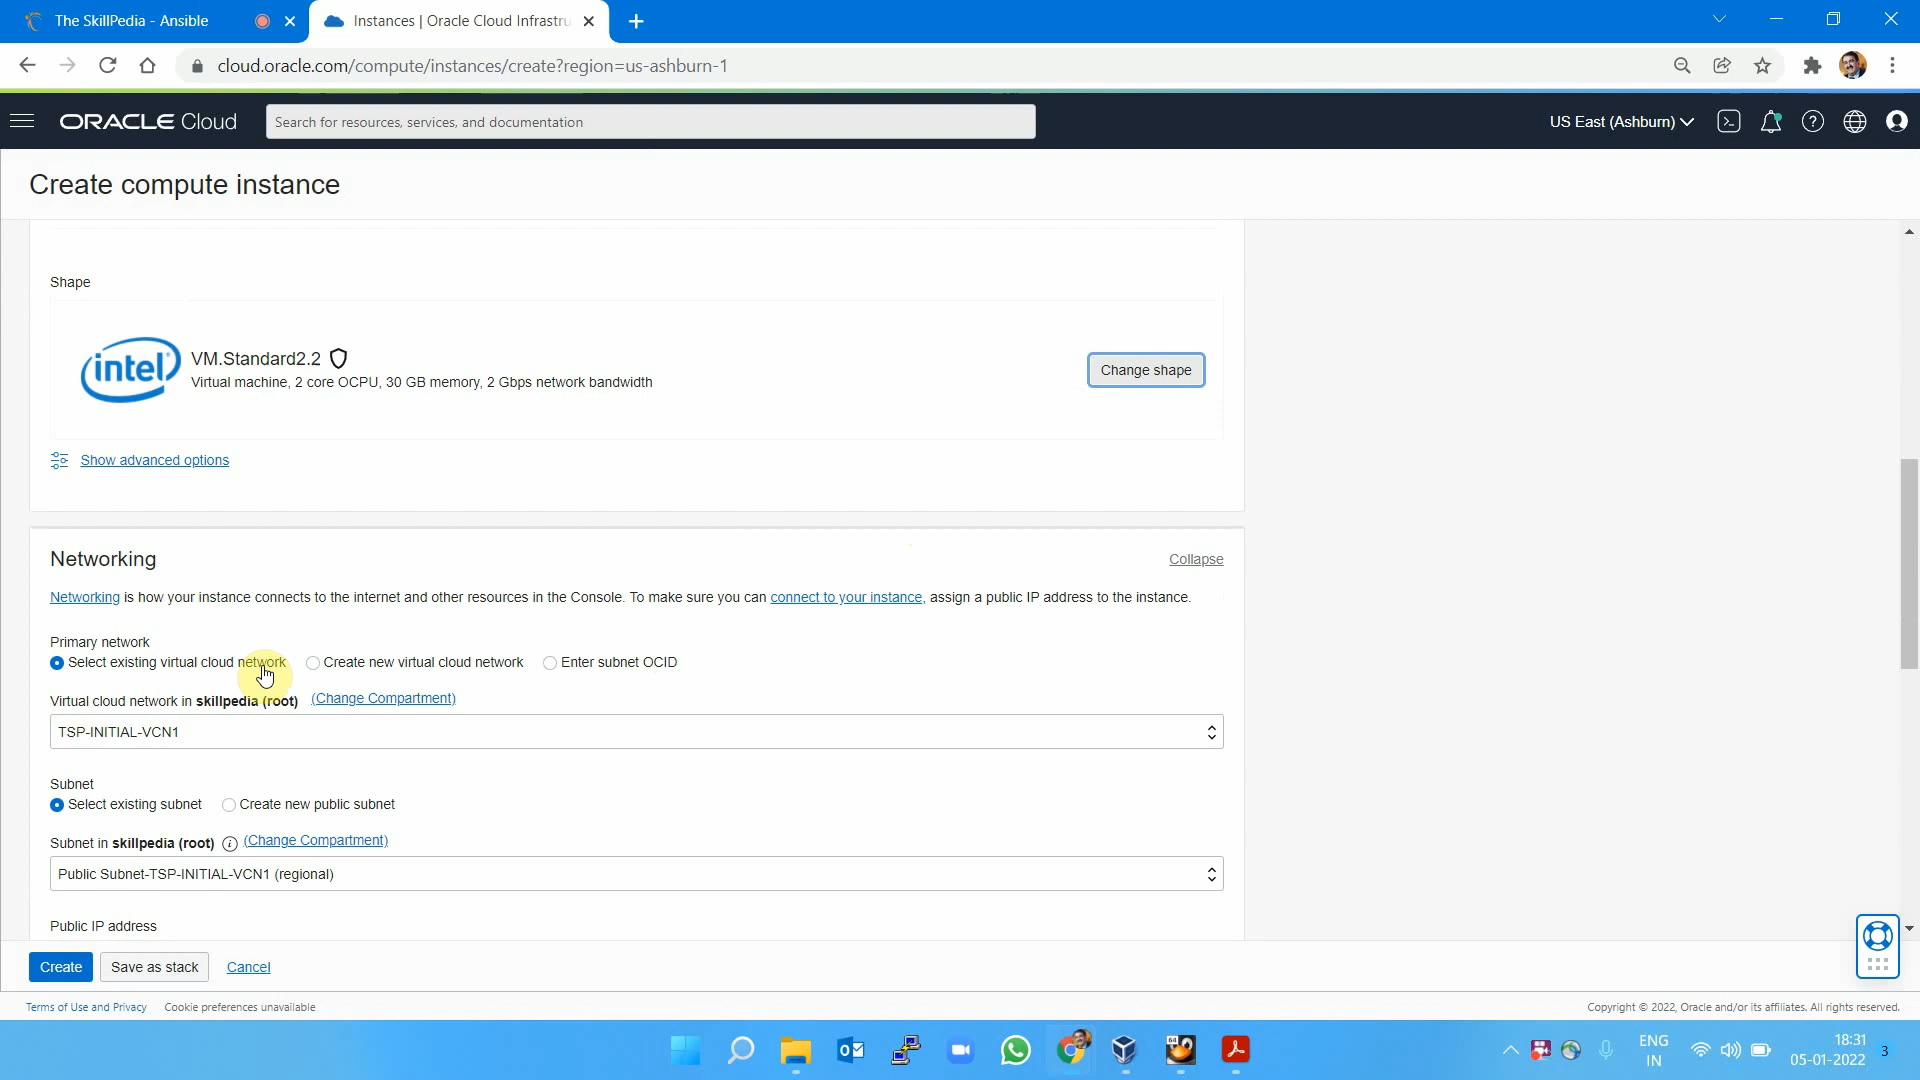 The SkillPedia - Ansible
Instances | Oracle Cloud Infrastru
cloud.oracle.com/compute/instances/create?region=us-ashburn-1
ORACLE Cloud
Search for resources, services, and documentation
US East (Ashburn)
Create compute instance
Shape
intel
VM.Standard2.2
Virtual machine, 2 core OCPU, 30 GB memory, 2 Gbps network bandwidth
Change shape
Show advanced options
Networking
Collapse
Networking is how your instance connects to the internet and other resources in the Console. To make sure you can connect to your instance, assign a public IP address to the instance.
Primary network
Select existing virtual cloud network
Create new virtual cloud network
Enter subnet OCID
Virtual cloud network in skillpedia (root) (Change Compartment)
TSP-INITIAL-VCN1
Subnet
Select existing subnet
Create new public subnet
Subnet in skillpedia (root) (Change Compartment)
Public Subnet-TSP-INITIAL-VCN1 (regional)
Public IP address
Create
Save as stack
Cancel
Terms of Use and Privacy
Cookie preferences unavailable
Copyright © 2022, Oracle and/or its affiliates. All rights reserved.
64
ENG
IN
18:31
05-01-2022
3